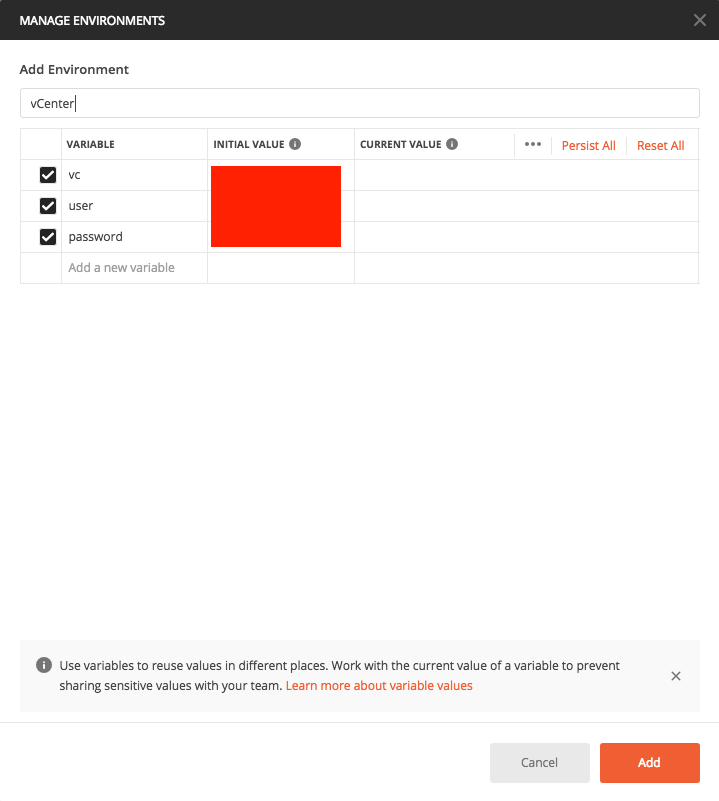 MANAGE ENVIRONMENTS
Add Environment
vCenter
VARIABLE INITIAL VALUE CURRENT VALUE ••• Persist All Reset All
vc
user
password
Add a new variable
Use variables to reuse values in different places. Work with the current value of a variable to prevent
sharing sensitive values with your team. Learn more about variable values
Cancel Add